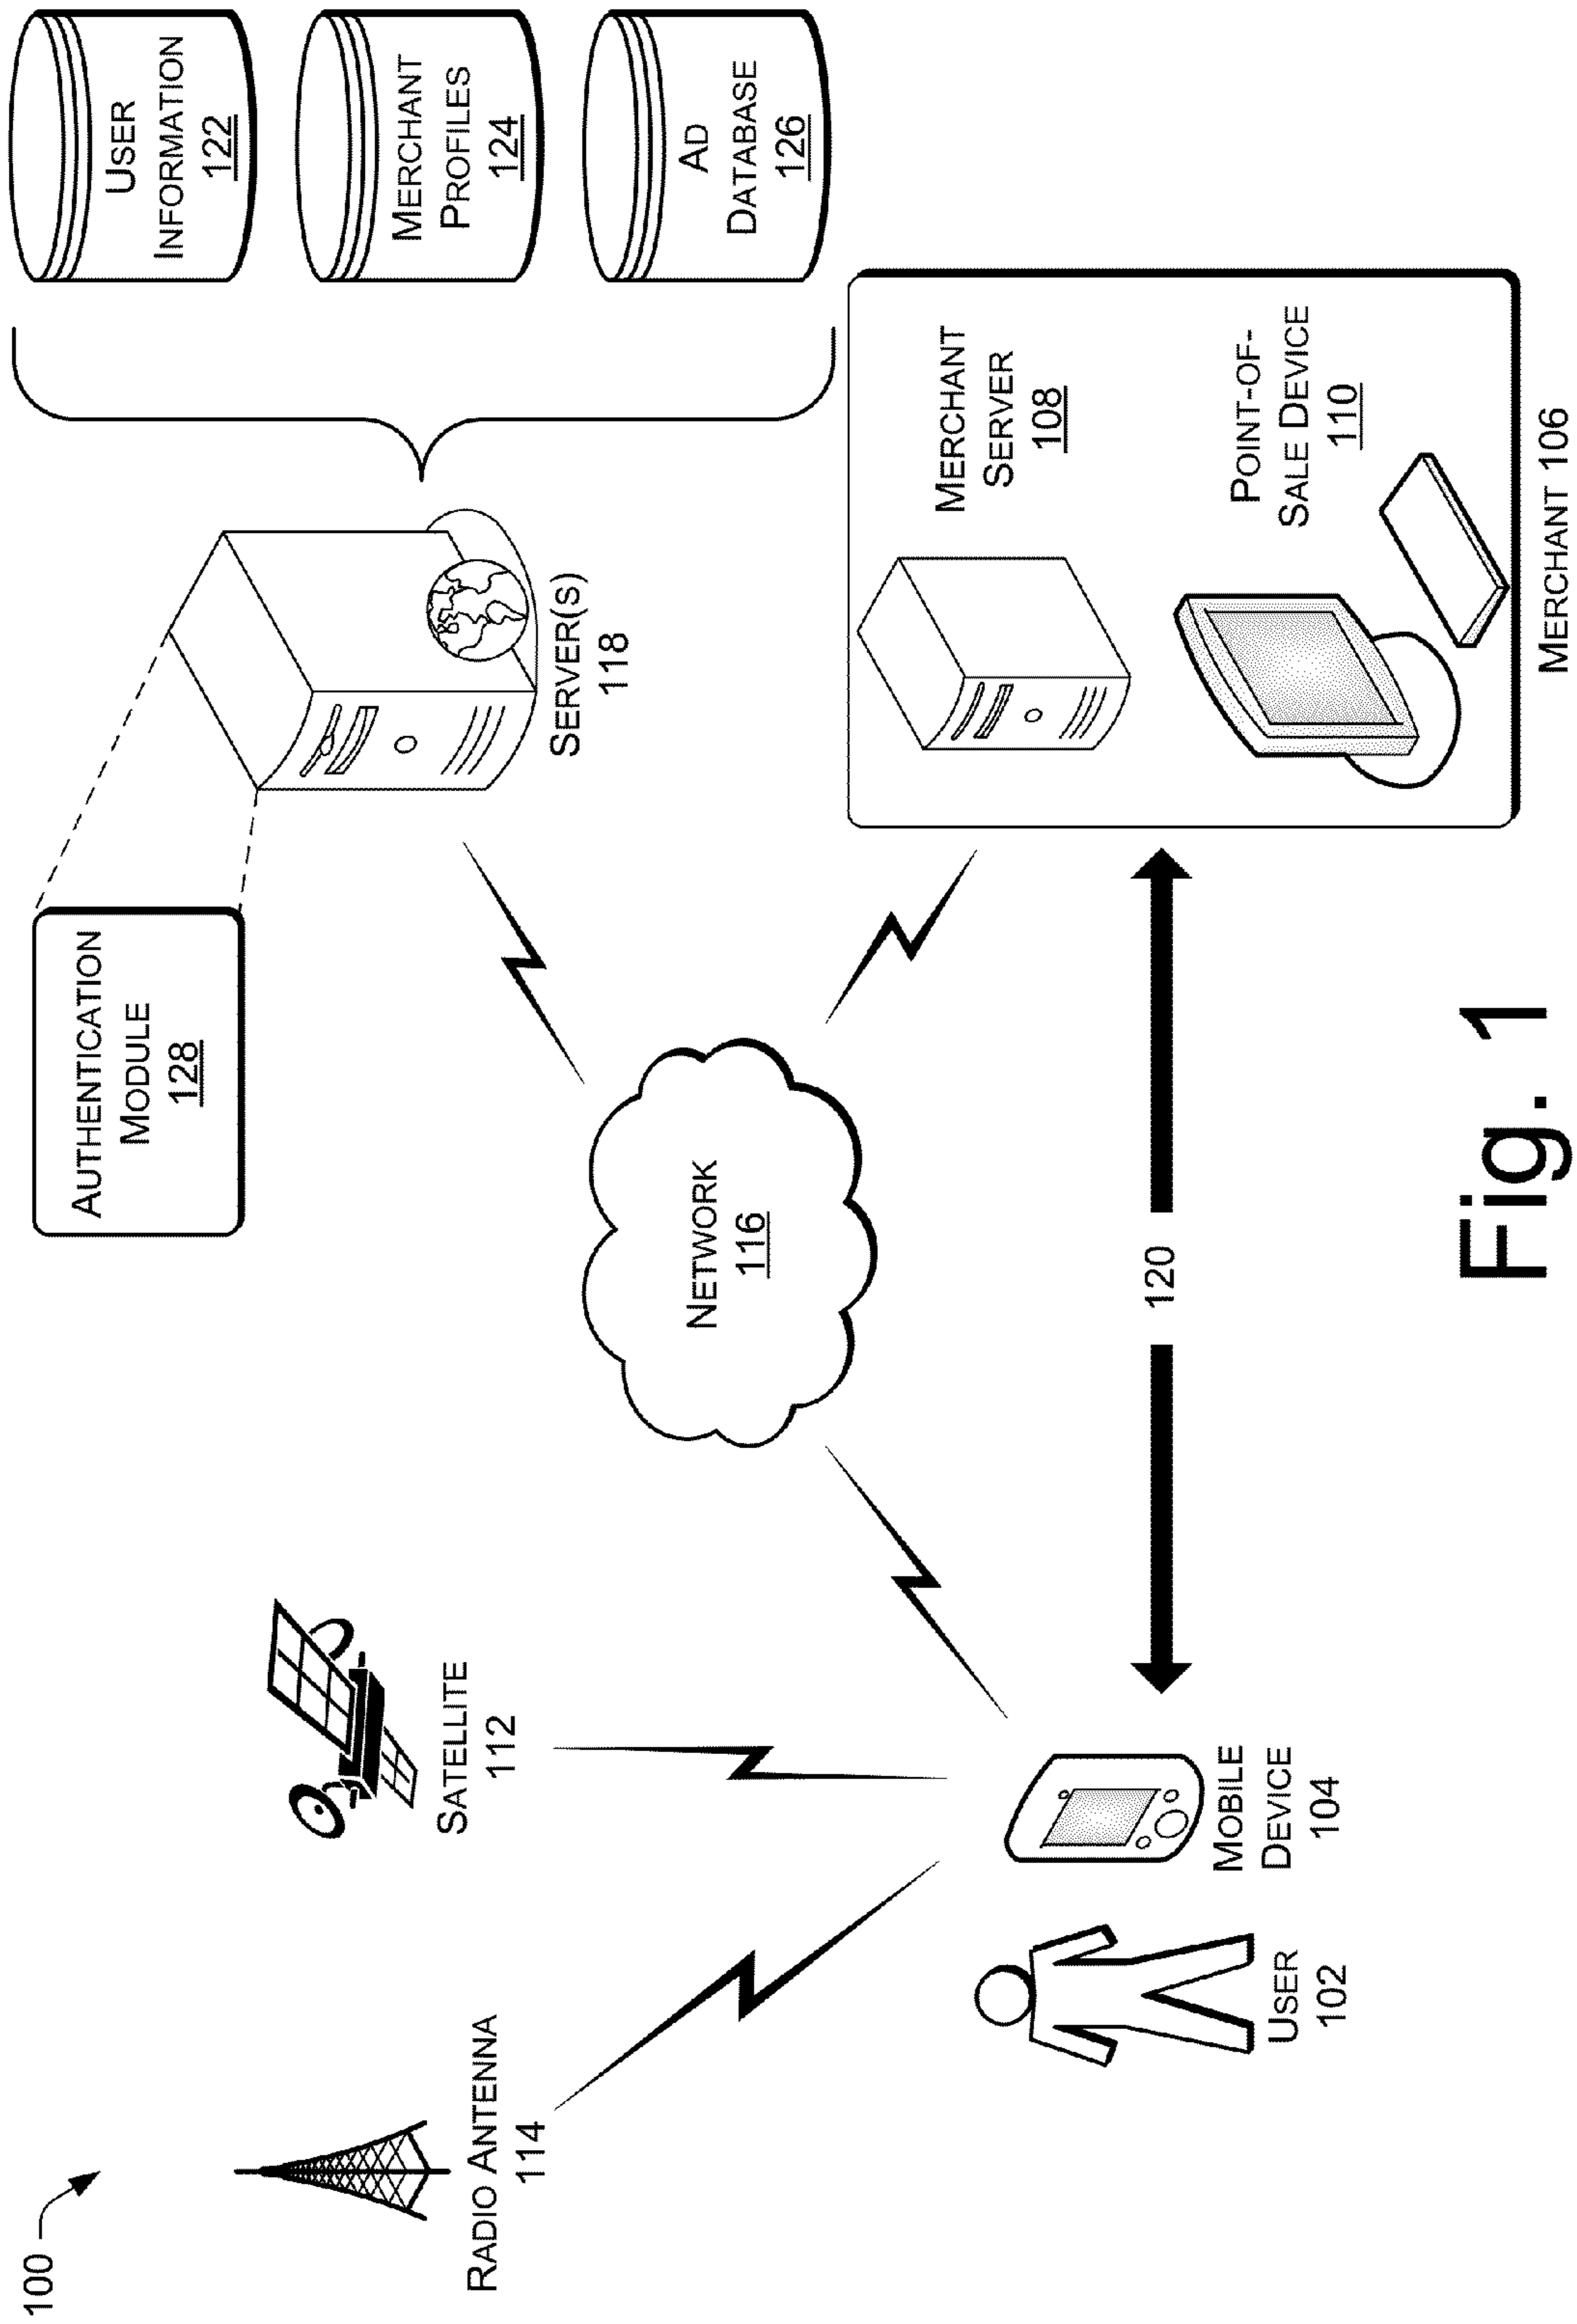 100
AUTHENTICATION
MODULE
128
USER
INFORMATION
122
MERCHANT
PROFILES
124
AD
DATABASE
126
SERVER(S)
118
SATELLITE
112
RADIO ANTENNA
114
NETWORK
116
MERCHANT
SERVER
108
POINT-OF-
SALE DEVICE
110
MERCHANT 106
120
MOBILE
DEVICE
104
USER
102
Fig. 1